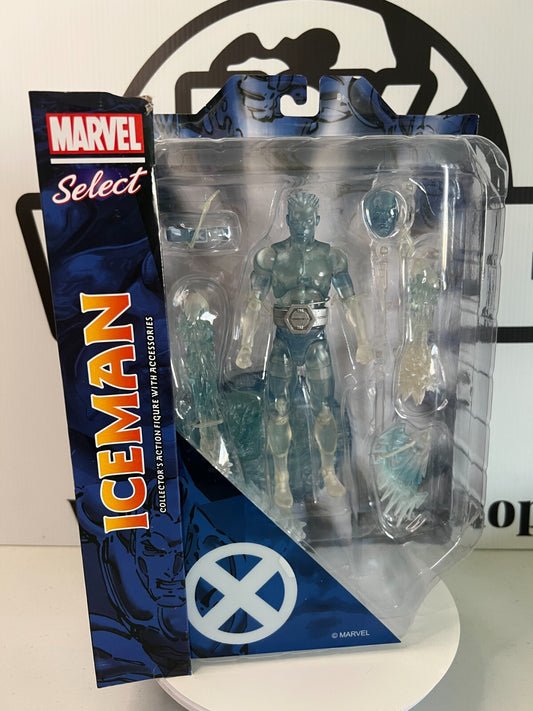 MARVEL
Select
ICEMAN
COLLECTOR'S ACTION FIGURE WITH ACCESSORIES
© MARVEL